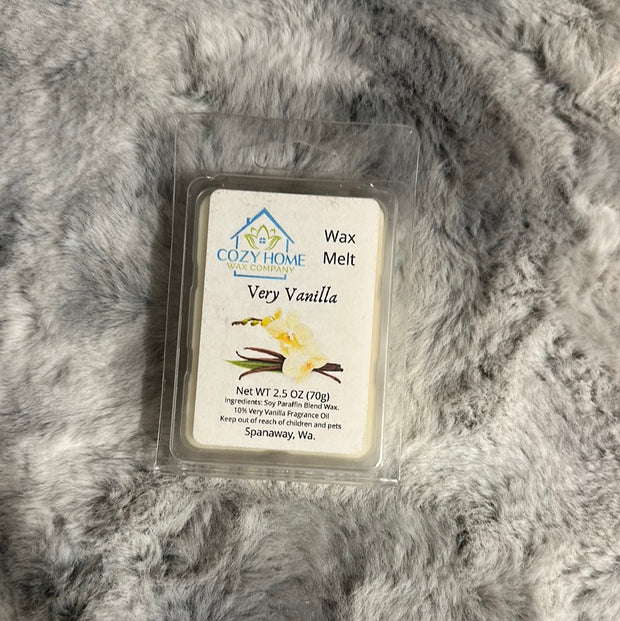 COZY HOME
WAX COMPANY
Wax
Melt
Very Vanilla
Net WT 2.5 OZ (70g)
Ingredients: Soy Paraffin Blend Wax.
10% Very Vanilla Fragrance Oil
Keep out of reach of children and pets
Spanaway, Wa.